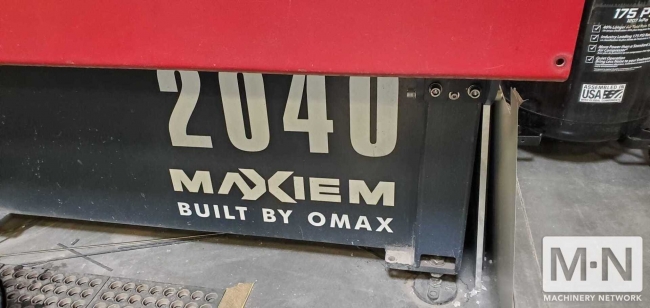 175 P
2040
MAXIEM
BUILT BY OMAX
ASSEMBLED IN
USA
M-N
MACHINERY NETWORK